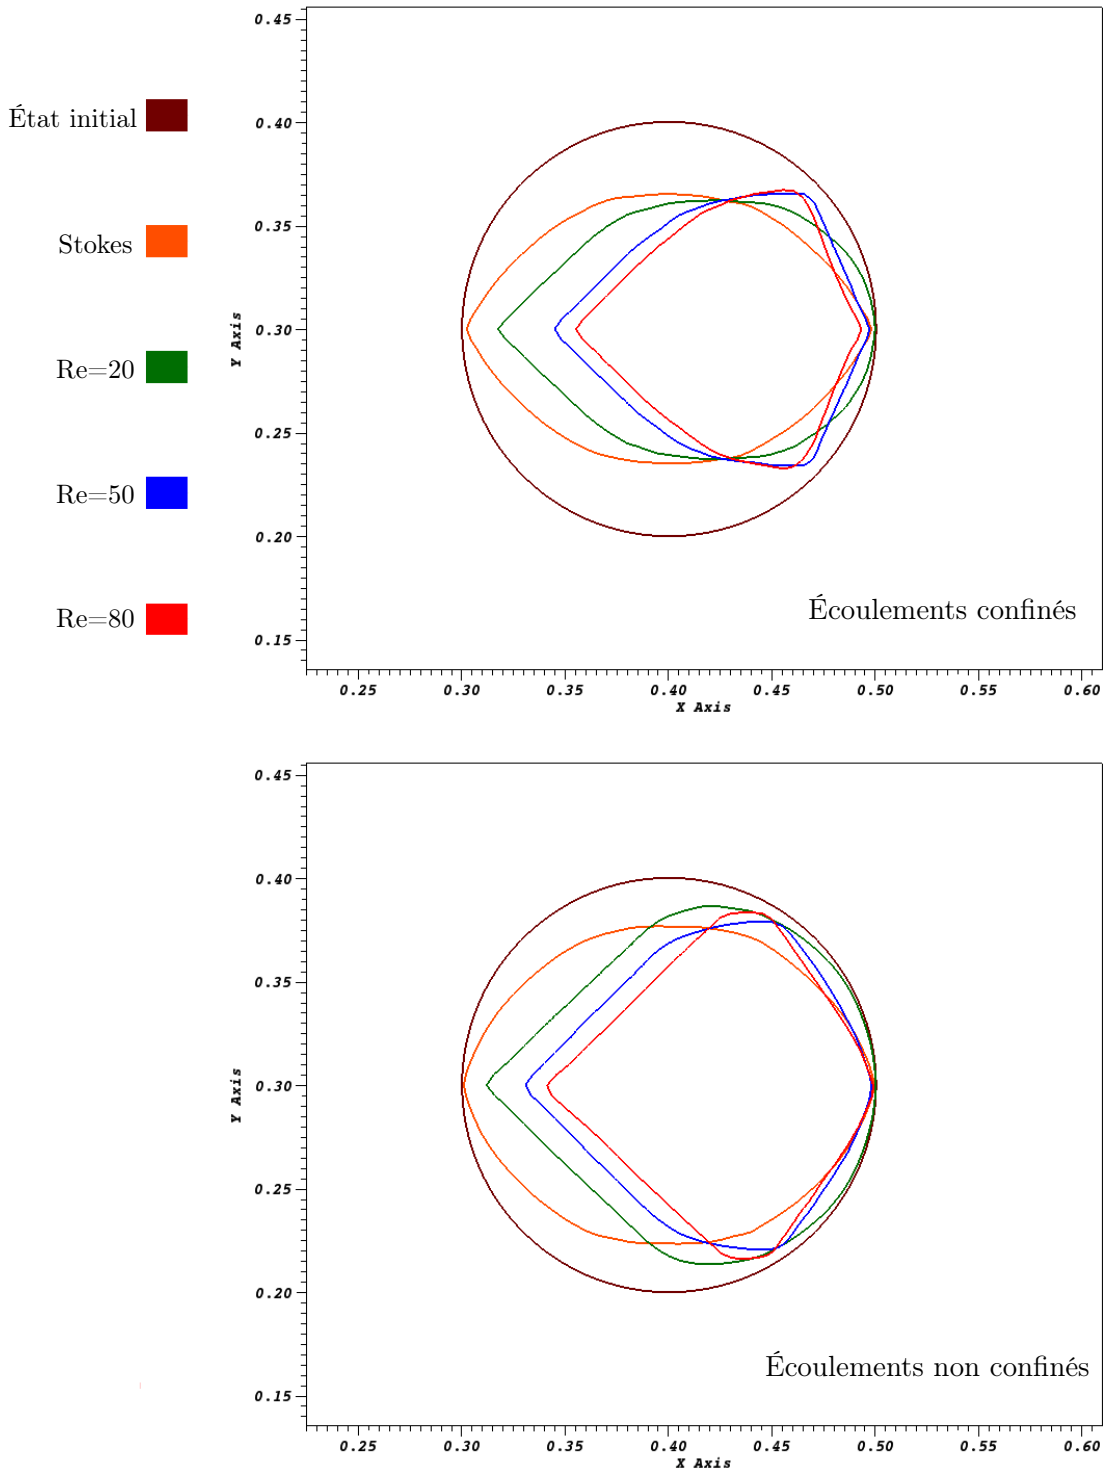 État initial
Stokes
Re=20
Re=50
Re=80
0.45
0.40
0.35
0.30
0.25
0.20
0.15
Y Axis
Écoulements confinés
0.25 0.30 0.35 0.40 0.45 0.50 0.55 0.60
X Axis
0.45
0.40
0.35
0.30
0.25
0.20
0.15
Y Axis
Écoulements non confinés
0.25 0.30 0.35 0.40 0.45 0.50 0.55 0.60
X Axis